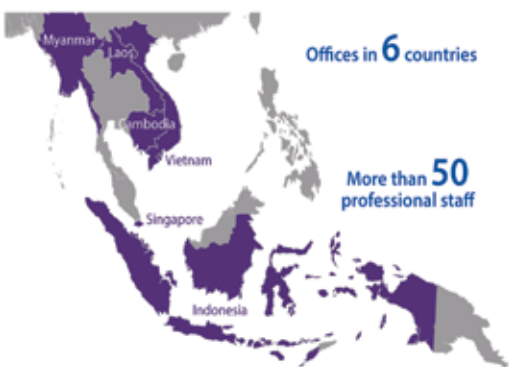 Myanmar
Laos
Offices in 6 countries
Cambodia
Vietnam
More than 50
professional staff
Singapore
Indonesia